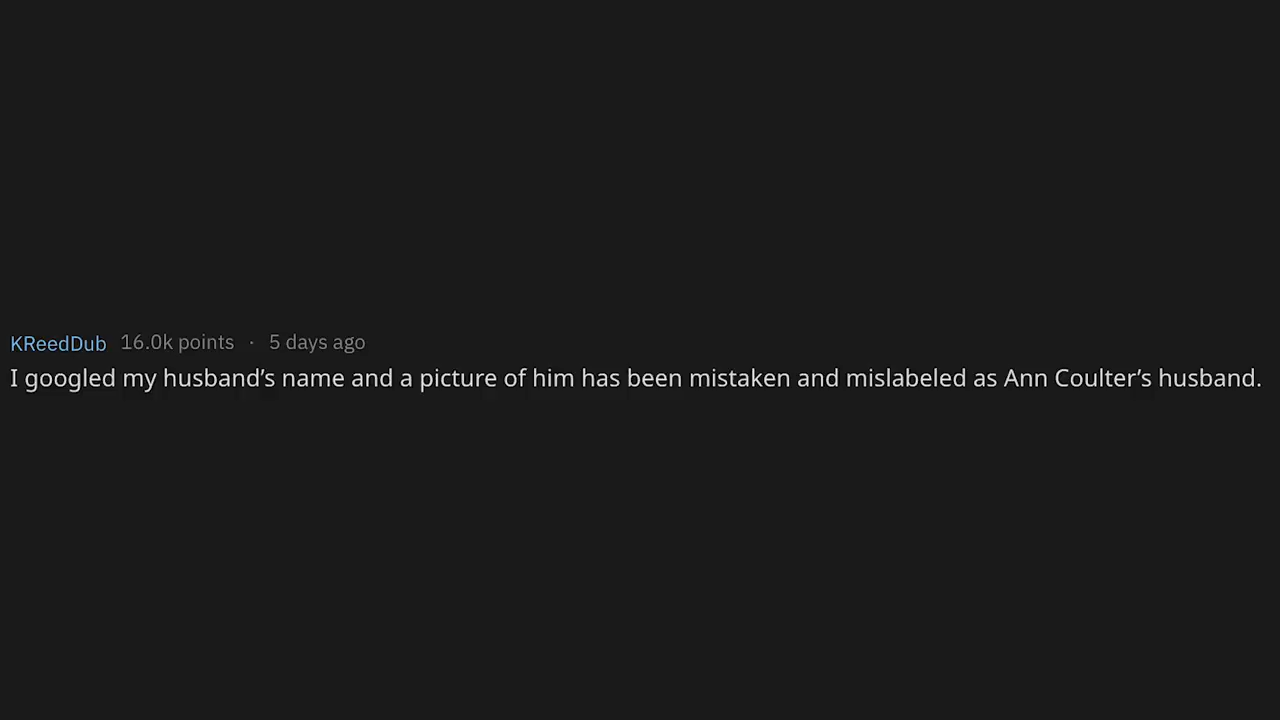 KReedDub 16.0k points · 5 days ago
I googled my husband’s name and a picture of him has been mistaken and mislabeled as Ann Coulter’s husband.